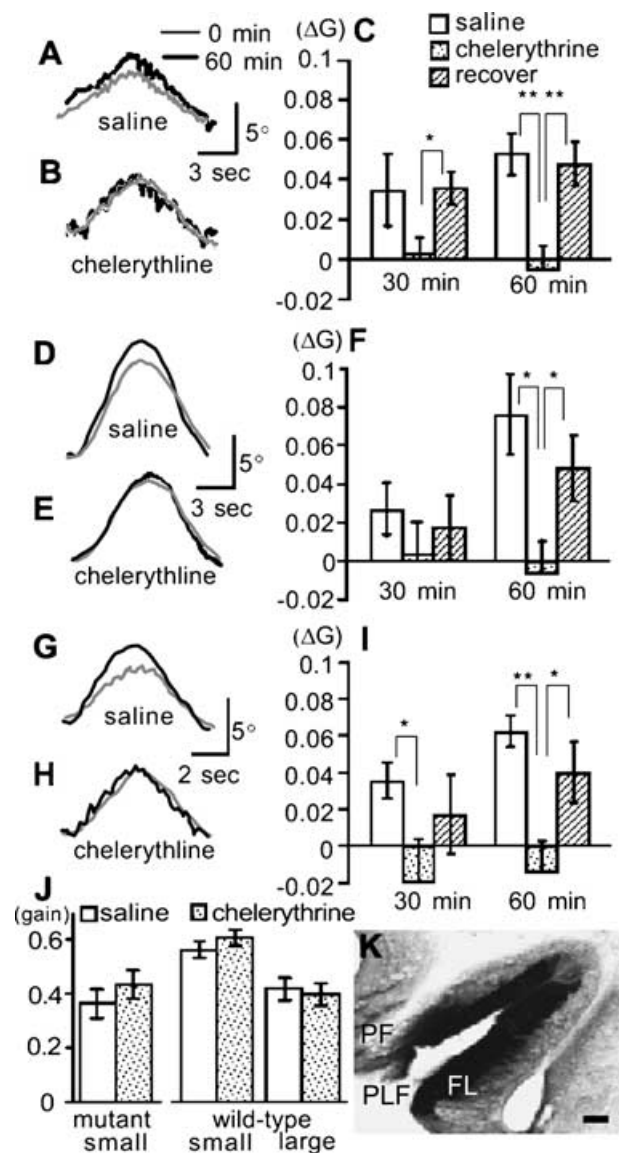 0 min
60 min
A
saline
5°
3 sec
B
chelerythline
(ΔG)
C
saline
chelerythrine
recover
0.1
0.08
0.06
0.04
0.02
0
-0.02
*
** **
30 min
60 min
D
saline
5°
3 sec
E
chelerythline
(ΔG)
F
0.1
0.08
0.06
0.04
0.02
0
-0.02
* *
30 min
60 min
G
saline
5°
2 sec
H
chelerythline
(ΔG)
I
0.1
0.08
0.06
0.04
0.02
0
-0.02
*
** *
30 min
60 min
J
(gain)
saline
chelerythrine
0.6
0.4
0.2
0
mutant
small
wild-type
small large
K
PF
PLF
FL